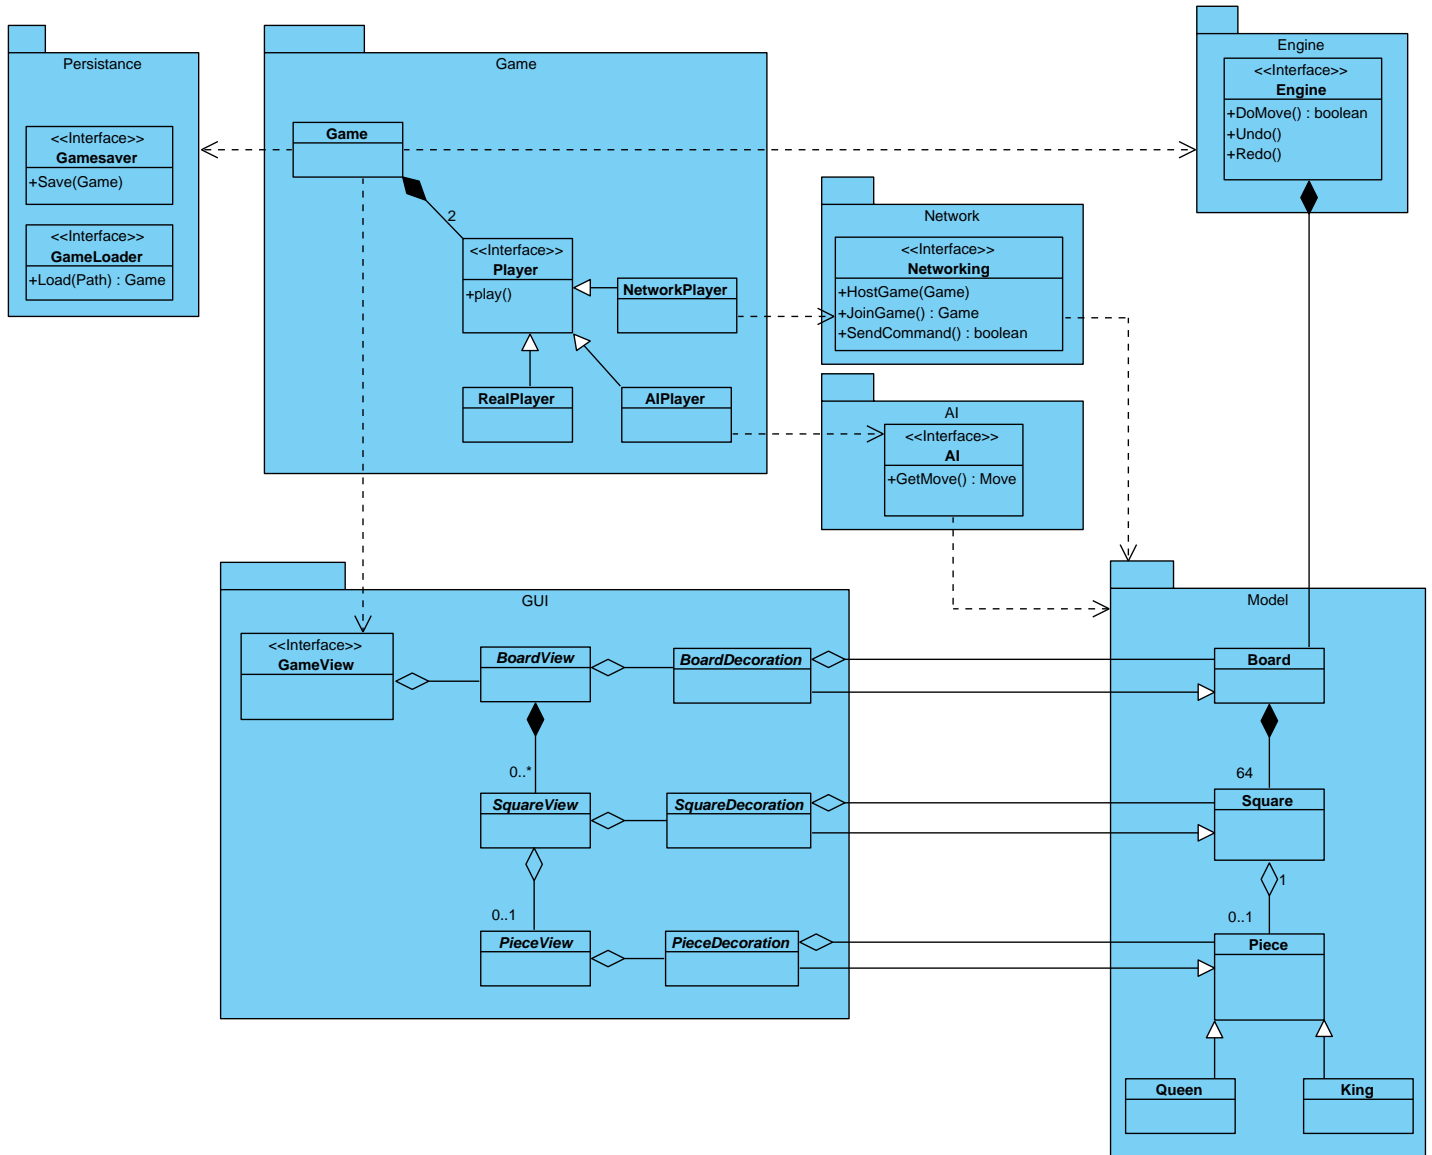 Persistance
<<Interface>>
Gamesaver
+Save(Game)
<<Interface>>
GameLoader
+Load(Path) : Game
Game
Game
2
<<Interface>>
Player
+play()
NetworkPlayer
RealPlayer
AIPlayer
Engine
<<Interface>>
Engine
+DoMove() : boolean
+Undo()
+Redo()
Network
<<Interface>>
Networking
+HostGame(Game)
+JoinGame() : Game
+SendCommand() : boolean
AI
<<Interface>>
AI
+GetMove() : Move
GUI
<<Interface>>
GameView
BoardView
BoardDecoration
0..*
SquareView
SquareDecoration
0..1
PieceView
PieceDecoration
Model
Board
64
Square
1
0..1
Piece
Queen
King